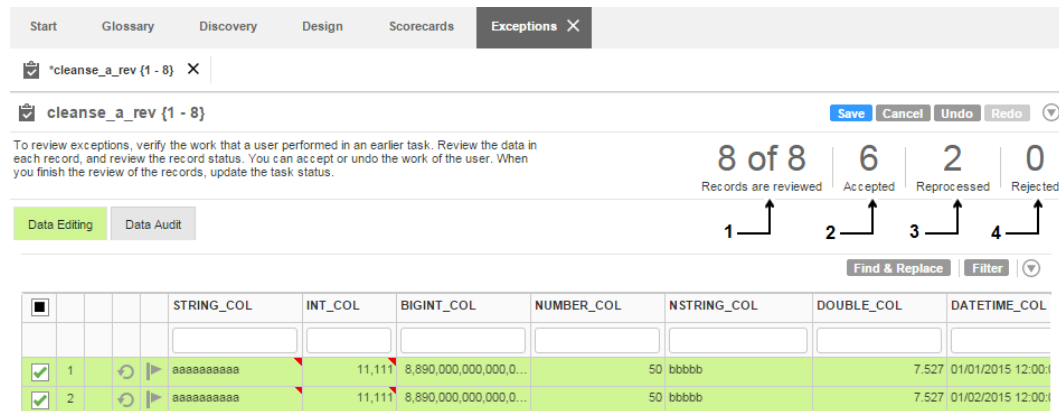 Start Glossary Discovery Design Scorecards Exceptions
*cleanse_a_rev {1 - 8}
cleanse_a_rev {1 - 8}
Save Cancel Undo Redo
To review exceptions, verify the work that a user performed in an earlier task. Review the data in
each record, and review the record status. You can accept or undo the work of the user. When
you finish the review of the records, update the task status.
8 of 8 6 2 0
Records are reviewed Accepted Reprocessed Rejected
Data Editing Data Audit
1 2 3 4
Find & Replace Filter
STRING_COL INT_COL BIGINT_COL NUMBER_COL NSTRING_COL DOUBLE_COL DATETIME_COL
1 aaaaaaaaaa 11,111 8,890,000,000,000,0... 50 bbbbb 7.527 01/01/2015 12:00:
2 aaaaaaaaaa 11,111 8,890,000,000,000,0... 50 bbbbb 7.527 01/02/2015 12:00: